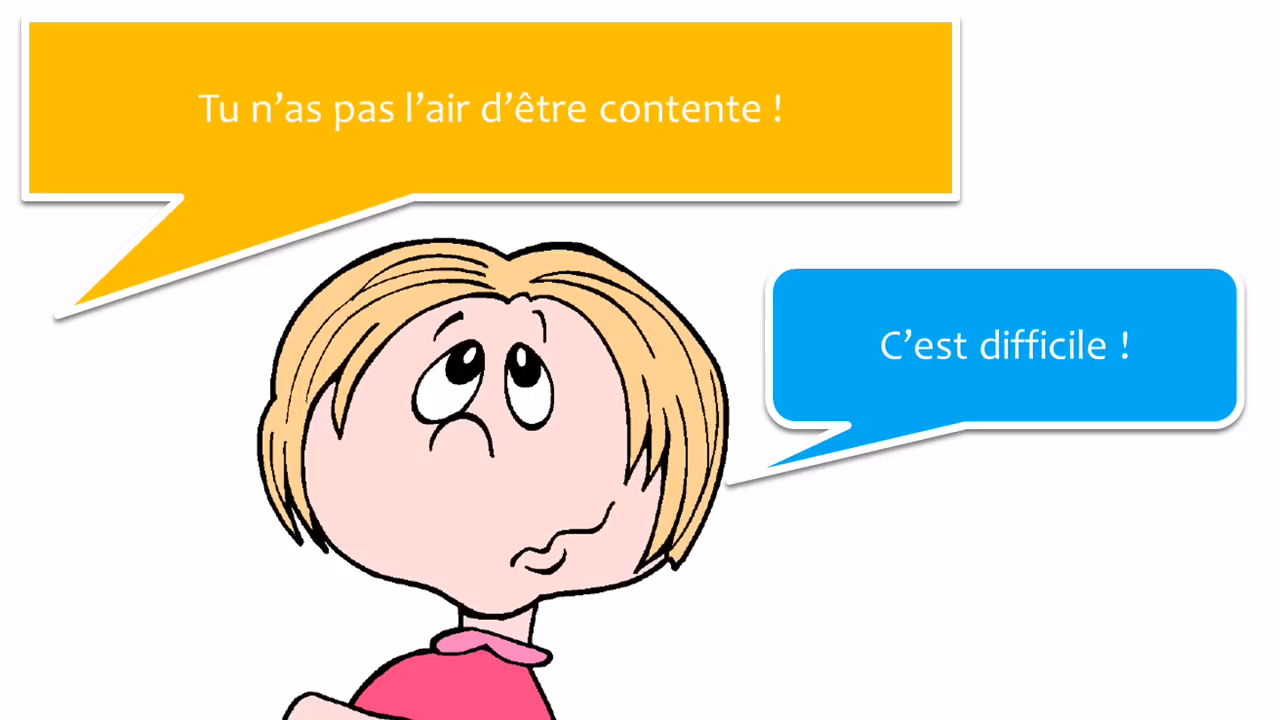 Tu n’as pas l’air d’être contente !
C’est difficile !